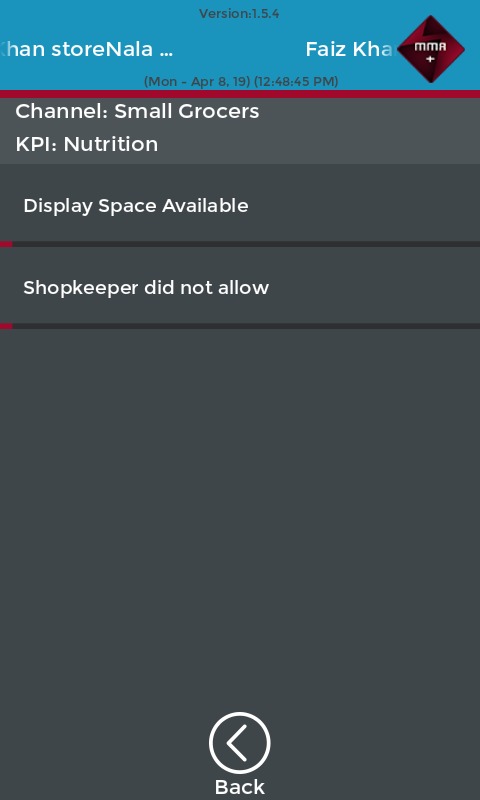 Version:1.5.4
Khan storeNala ... Faiz Kha
MMA
+
(Mon - Apr 8, 19) (12:48:45 PM)
Channel: Small Grocers
KPI: Nutrition
Display Space Available
Shopkeeper did not allow
Back